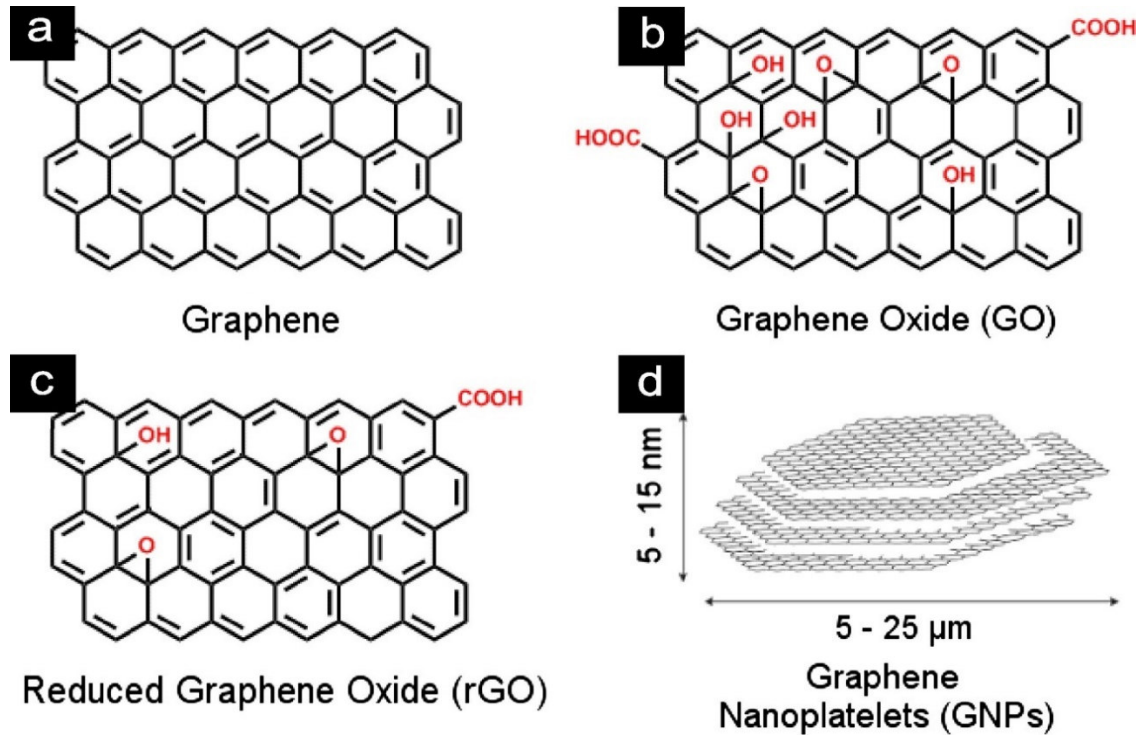 a
Graphene
b
COOH
OH
O
O
OH
OH
HOOC
O
OH
Graphene Oxide (GO)
c
COOH
OH
O
O
Reduced Graphene Oxide (rGO)
d
5 - 15 nm
5 - 25 µm
Graphene
Nanoplatelets (GNPs)